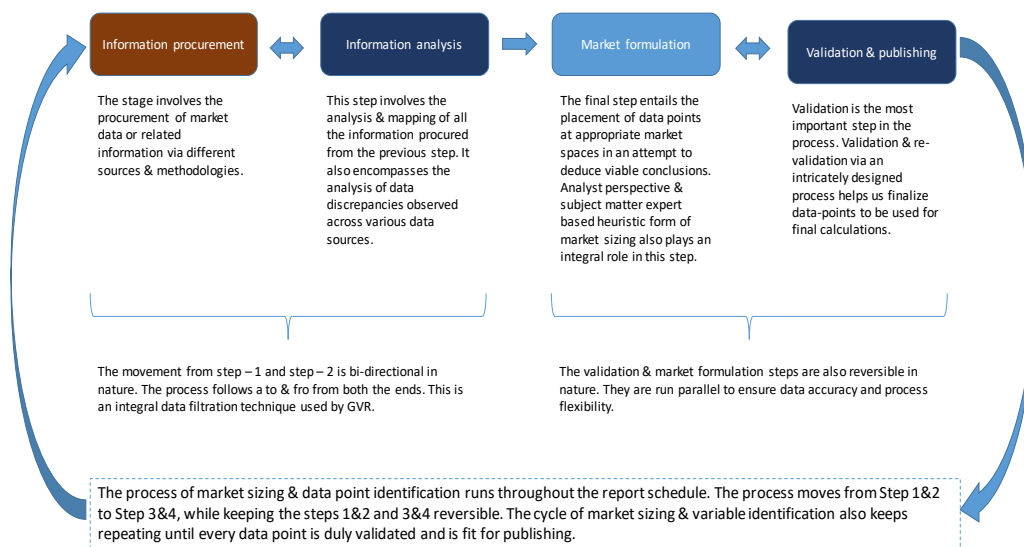 Information procurement
Information analysis
Market formulation
Validation & publishing
The stage involves the
procurement of market
data or related
information via different
sources & methodologies.
This step involves the
analysis & mapping of all
the information procured
from the previous step. It
also encompasses the
analysis of data
discrepancies observed
across various data
sources.
The final step entails the
placement of data points
at appropriate market
spaces in an attempt to
deduce viable conclusions.
Analyst perspective &
subject matter expert
based heuristic form of
market sizing also plays an
integral role in this step.
Validation is the most
important step in the
process. Validation & re-
validation via an
intricately designed
process helps us finalize
data-points to be used for
final calculations.
The movement from step – 1 and step – 2 is bi-directional in
nature. The process follows a to & fro from both the ends. This is
an integral data filtration technique used by GVR.
The validation & market formulation steps are also reversible in
nature. They are run parallel to ensure data accuracy and process
flexibility.
The process of market sizing & data point identification runs throughout the report schedule. The process moves from Step 1&2
to Step 3&4, while keeping the steps 1&2 and 3&4 reversible. The cycle of market sizing & variable identification also keeps
repeating until every data point is duly validated and is fit for publishing.